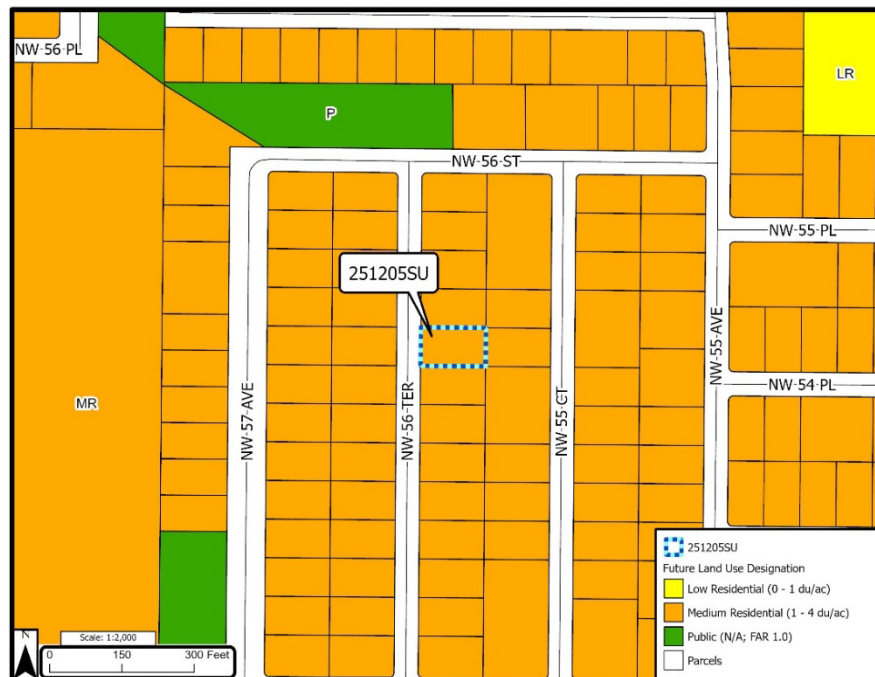 NW-56 PL
LR
P
NW-56-ST
NW-55-PL
251205SU
NW-57-AVE
NW-56-TER
NW-55-CT
NW-55-AVE
NW-54-PL
MR
251205SU
Future Land Use Designation
Low Residential (0 - 1 du/ac)
Medium Residential (1 - 4 du/ac)
Public (N/A; FAR 1.0)
Parcels
N
Scale: 1:2,000
0 150 300 Feet